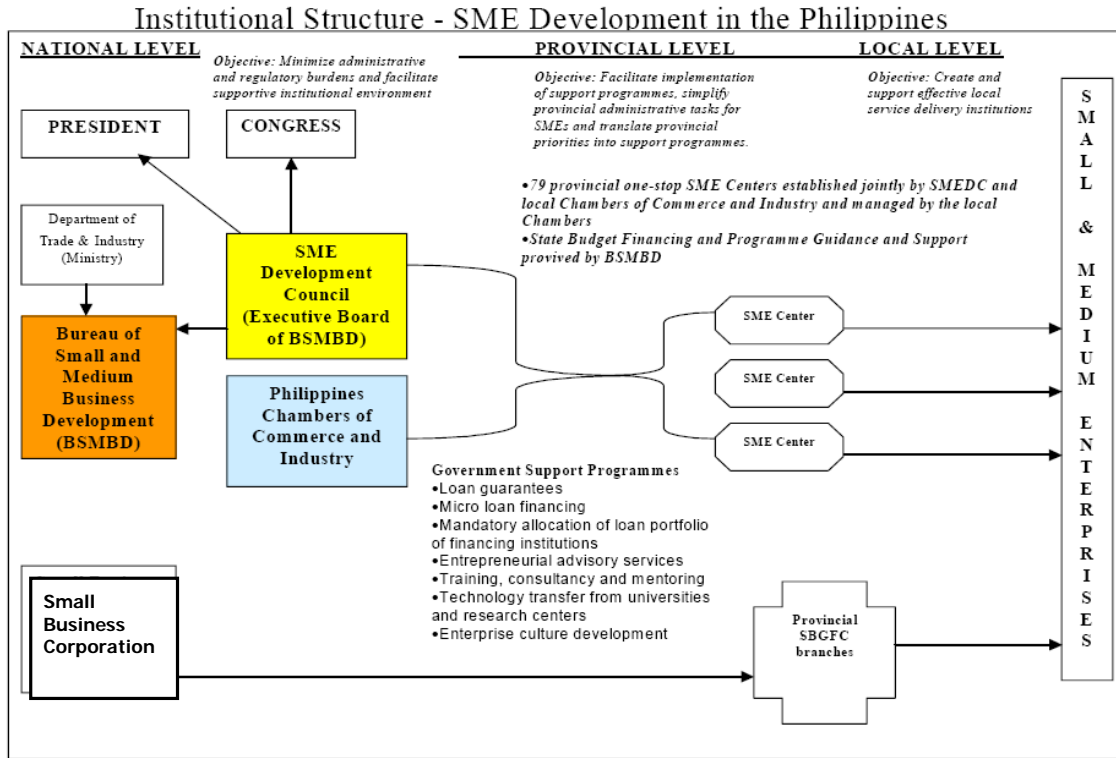 Institutional Structure - SME Development in the Philippines
NATIONAL LEVEL
Objective: Minimize administrative
and regulatory burdens and facilitate
supportive institutional environment
PROVINCIAL LEVEL
Objective: Facilitate implementation
of support programmes, simplify
provincial administrative tasks for
SMEs and translate provincial
priorities into support programmes.
LOCAL LEVEL
Objective: Create and
support effective local
service delivery institutions
PRESIDENT
CONGRESS
•79 provincial one-stop SME Centers established jointly by SMEDC and
local Chambers of Commerce and Industry and managed by the local
Chambers
•State Budget Financing and Programme Guidance and Support
provived by BSMBD
Department of
Trade & Industry
(Ministry)
SME
Development
Council
(Executive Board
of BSMBD)
Bureau of
Small and
Medium
Business
Development
(BSMBD)
Philippines
Chambers of
Commerce and
Industry
SME Center
SME Center
SME Center
Government Support Programmes
•Loan guarantees
•Micro loan financing
•Mandatory allocation of loan portfolio
of financing institutions
•Entrepreneurial advisory services
•Training, consultancy and mentoring
•Technology transfer from universities
and research centers
•Enterprise culture development
Small
Business
Corporation
Provincial
SBGFC
branches
SMALL & MEDIUM ENTERPRISES